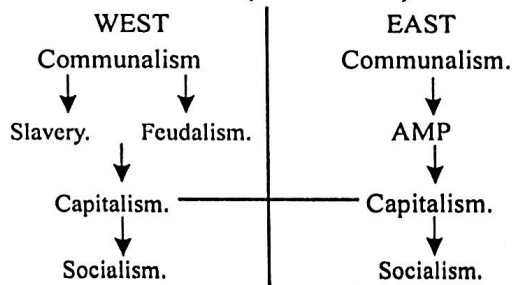 WEST EAST
Communalism Communalism.
Slavery. Feudalism. AMP
Capitalism. Capitalism.
Socialism. Socialism.